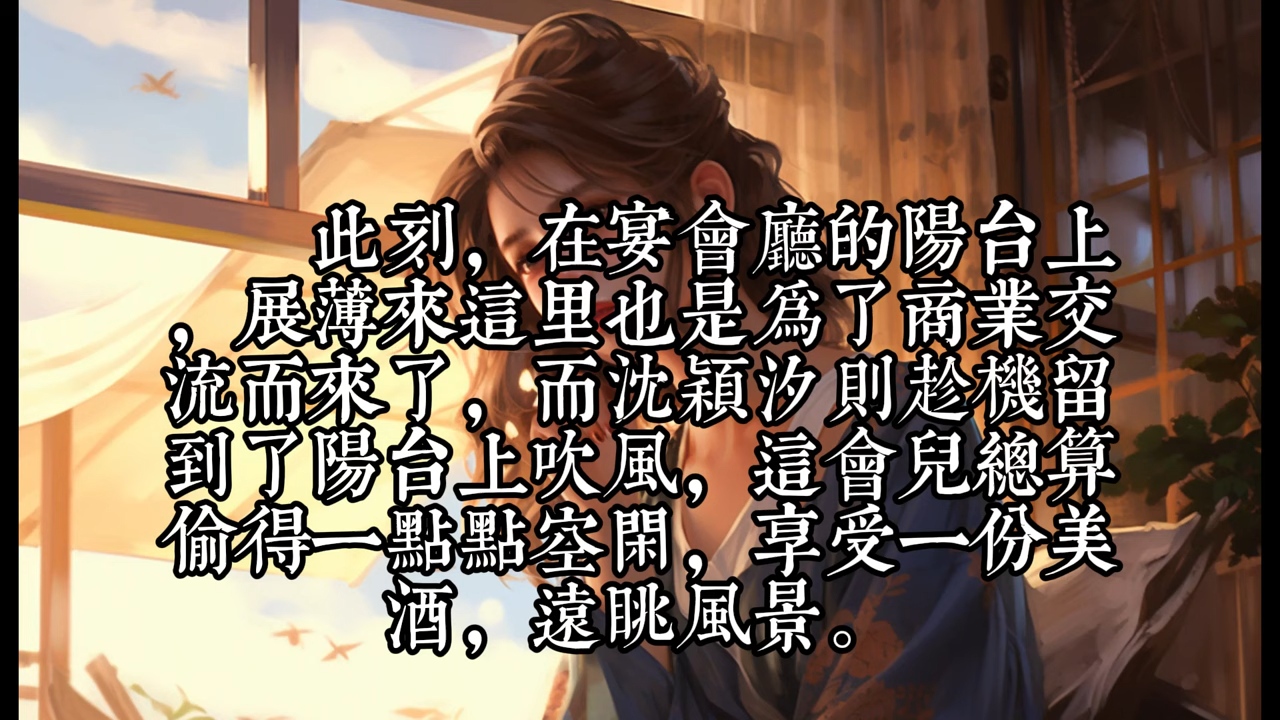 此刻，在宴會廳的陽台上
，展薄來這里也是為了商業交
流而來了，而沈穎汐則趁機留
到了陽台上吹風，這會兒總算
偷得一點點空閑，享受一份美
酒，遠眺風景。